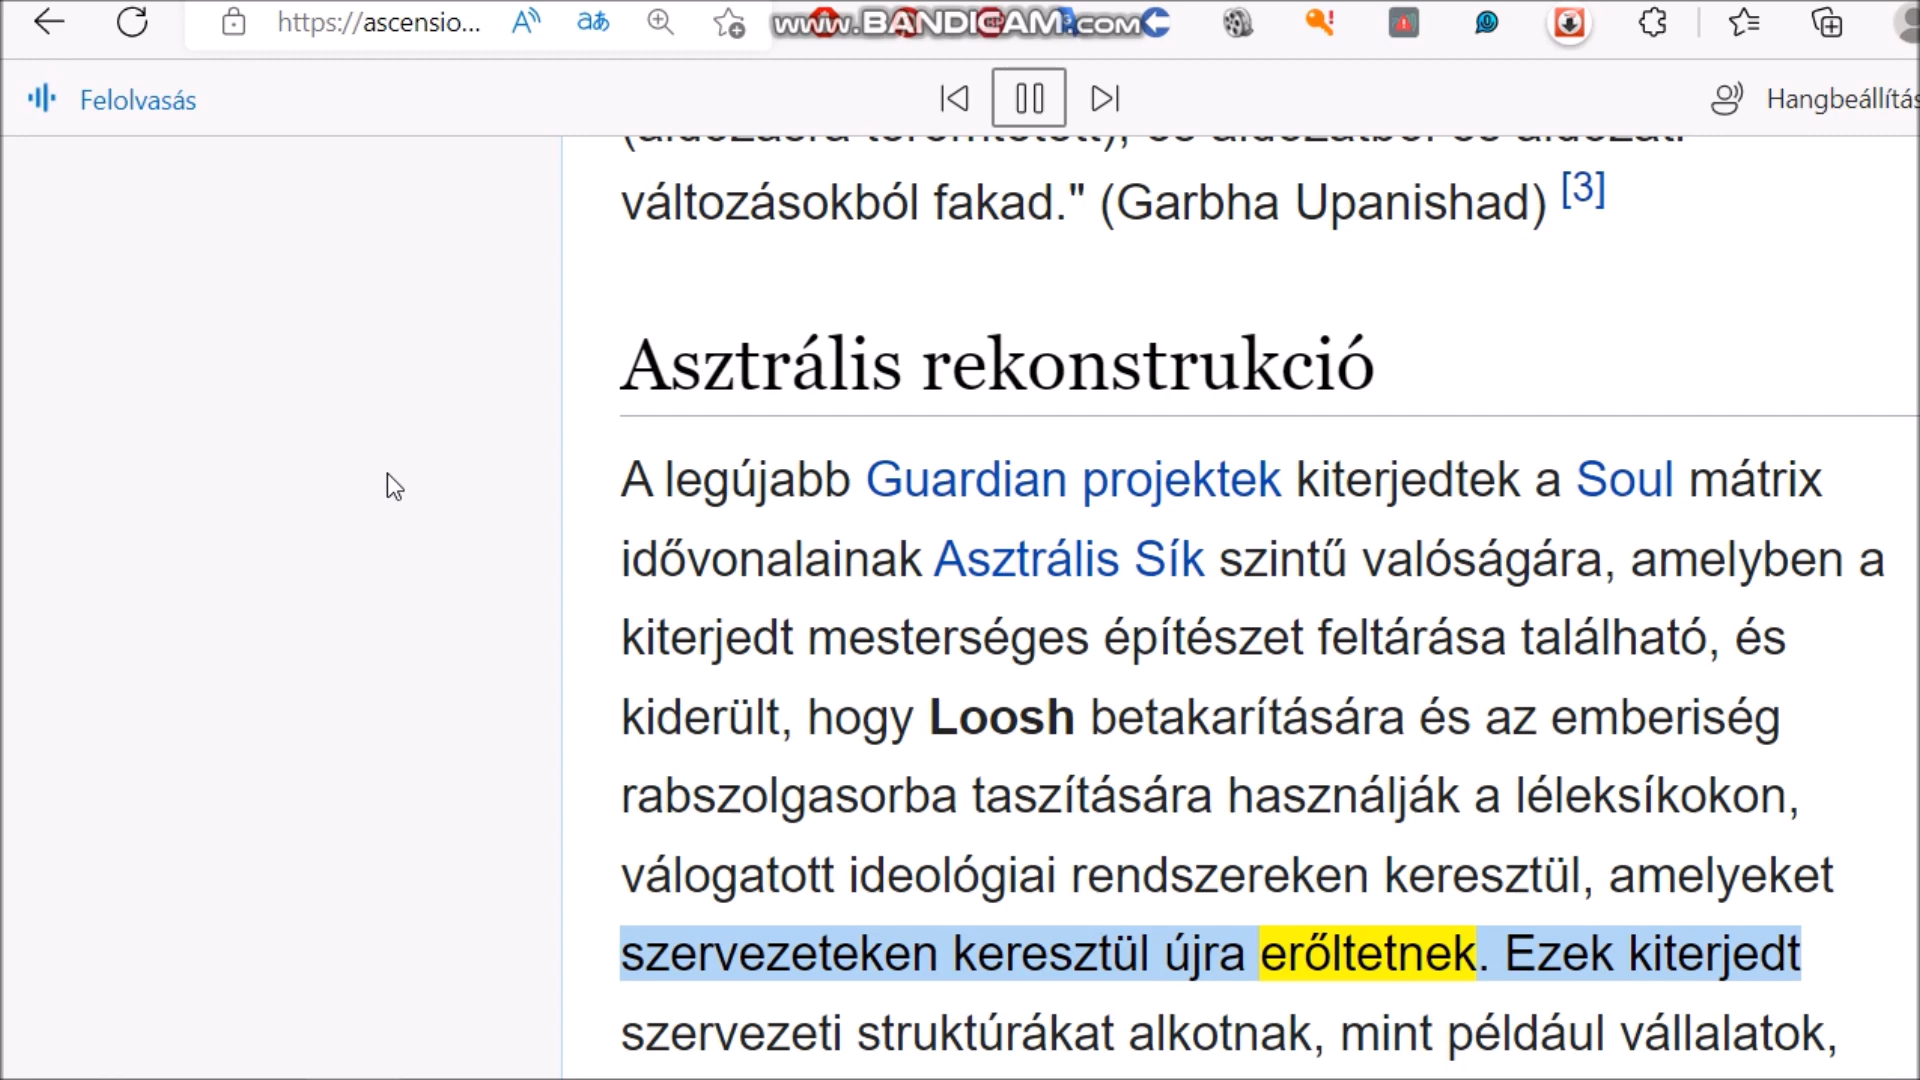 https://ascensio...
www.BANDICAM.com
Felolvasás
Hangbeállítás
változásokból fakad." (Garbha Upanishad) [3]
Asztrális rekonstrukció
A legújabb Guardian projektek kiterjedtek a Soul mátrix
idővonalainak Asztrális Sík szintű valóságára, amelyben a
kiterjedt mesterséges építészet feltárása található, és
kiderült, hogy Loosh betakarítására és az emberiség
rabszolgasorba taszítására használják a léleksíkokon,
válogatott ideológiai rendszereken keresztül, amelyeket
szervezeteken keresztül újra erőltetnek. Ezek kiterjedt
szervezeti struktúrákat alkotnak, mint például vállalatok,